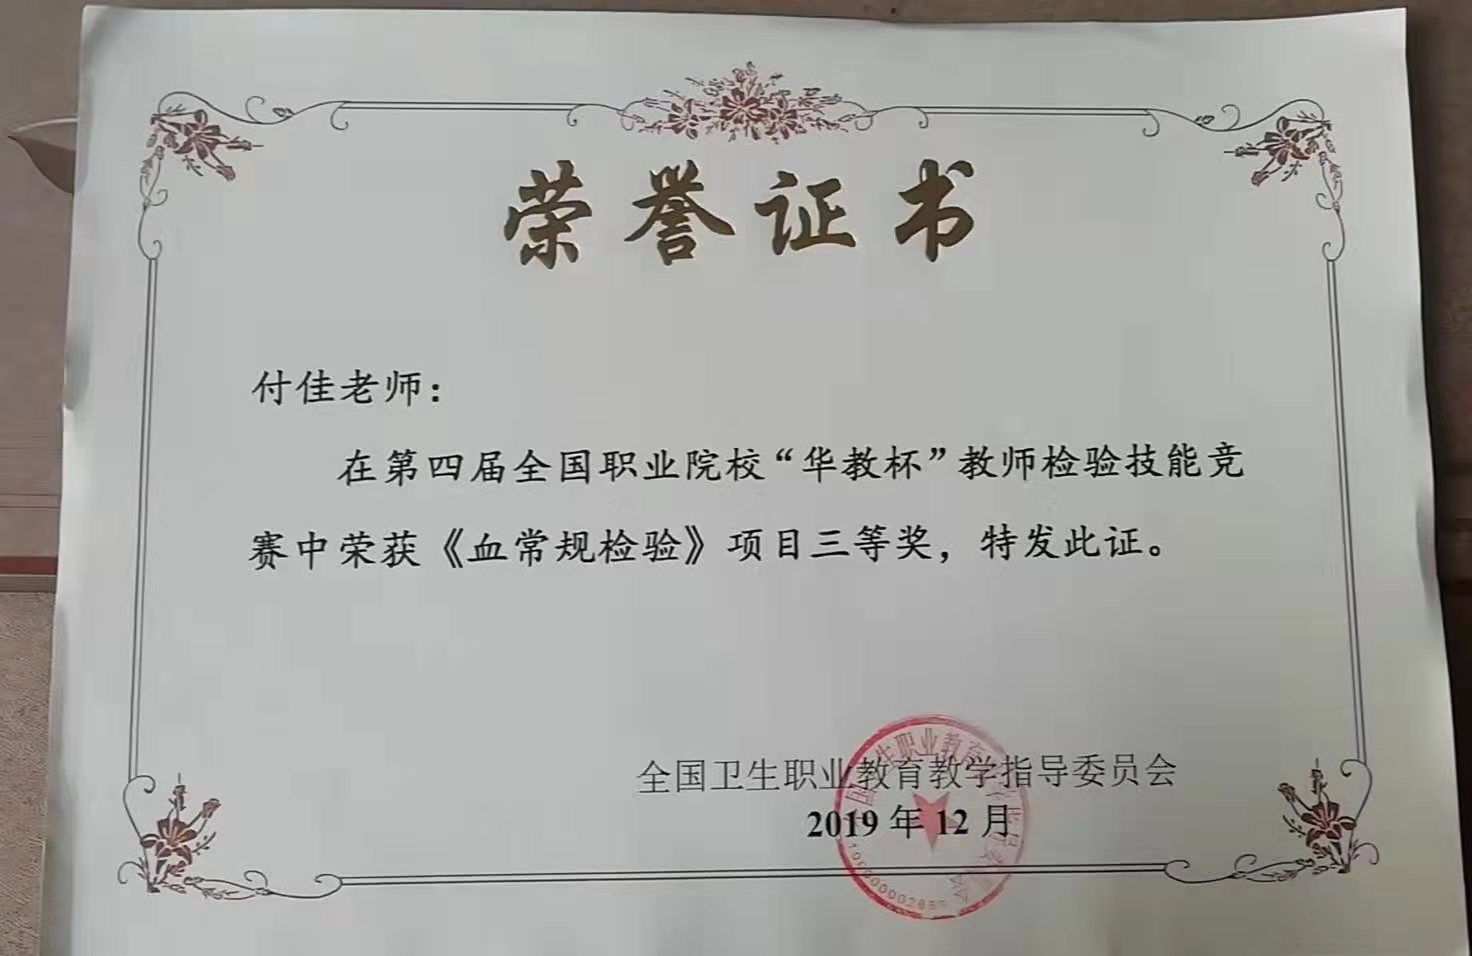 荣誉证书
付佳老师：
在第四届全国职业院校“华教杯”教师检验技能竞
赛中荣获《血常规检验》项目三等奖，特发此证。
全国卫生职业教育教学指导委员会
2019年12月